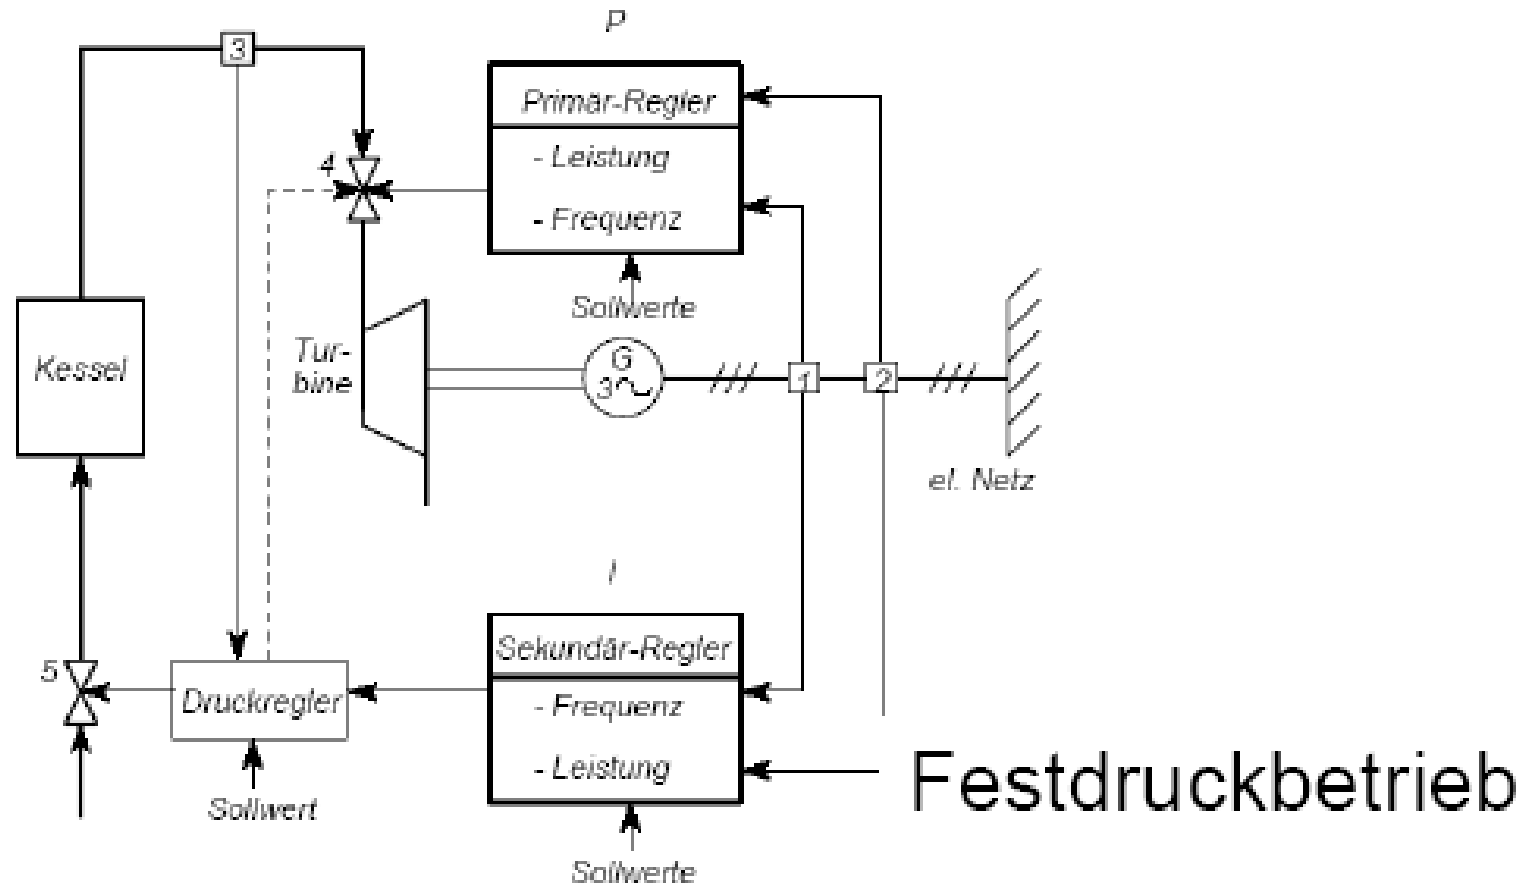 P
3
Primär-Regler
4
- Leistung
- Frequenz
Sollwerte
Kessel
Tur-
bine
G
3~
1
2
el. Netz
I
Sekundär-Regler
5
Druckregler
- Frequenz
- Leistung
Festdruckbetrieb
Sollwert
Sollwerte